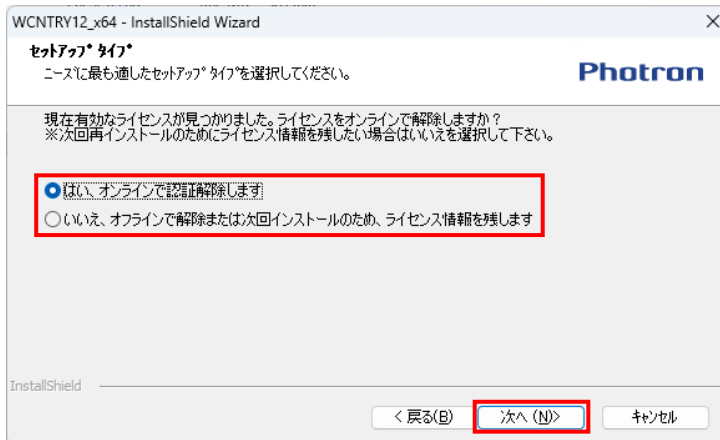 WCNTRY12_x64 - InstallShield Wizard
セットアップ タイプ
ニーズに最も適したセットアップ タイプを選択してください。
Photron
現在有効なライセンスが見つかりました。ライセンスをオンラインで解除しますか？
※次回再インストールのためにライセンス情報を残したい場合はいいえを選択して下さい。
はい、オンラインで認証解除します
いいえ、オフラインで解除または次回インストールのため、ライセンス情報を残します
InstallShield
< 戻る(B)
次へ (N)>
キャンセル